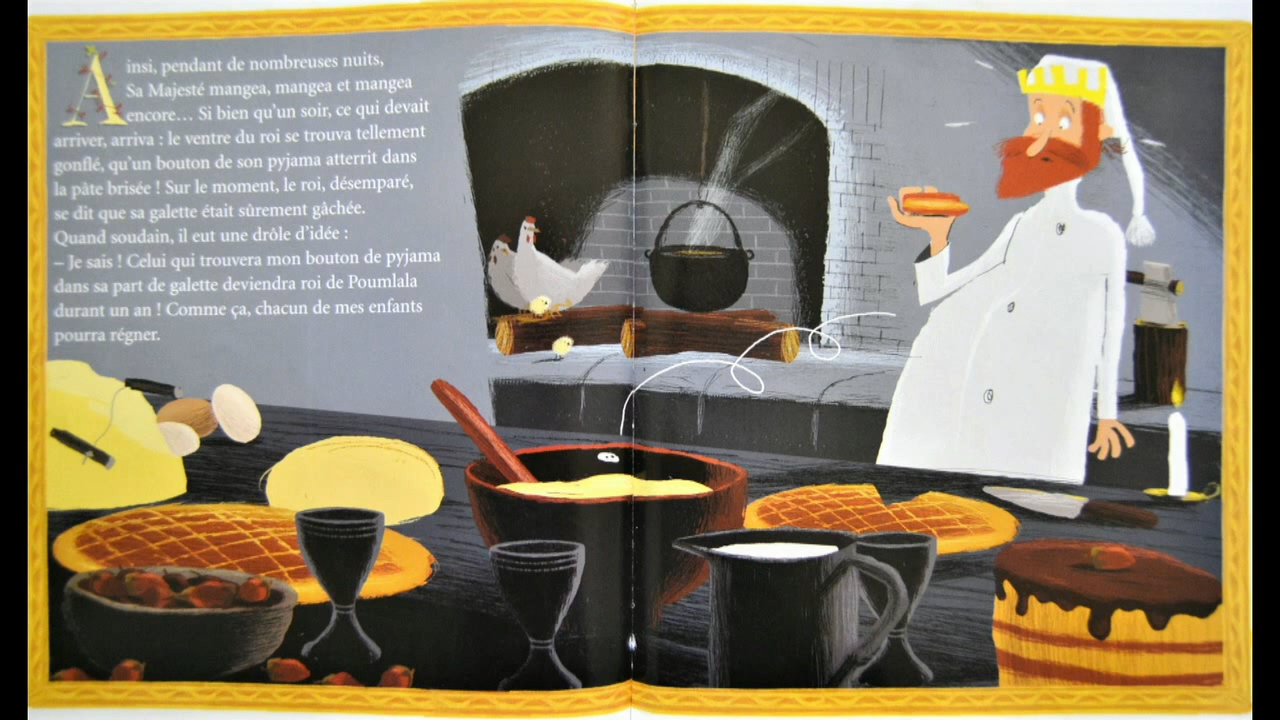 Ainsi, pendant de nombreuses nuits,
Sa Majesté mangea, mangea et mangea
encore… Si bien qu'un soir, ce qui devait
arriver, arriva : le ventre du roi se trouva tellement
gonflé, qu'un bouton de son pyjama atterrit dans
la pâte brisée ! Sur le moment, le roi, désemparé,
se dit que sa galette était sûrement gâchée.
Quand soudain, il eut une drôle d'idée :
– Je sais ! Celui qui trouvera mon bouton de pyjama
dans sa part de galette deviendra roi de Poumlala
durant un an ! Comme ça, chacun de mes enfants
pourra régner.